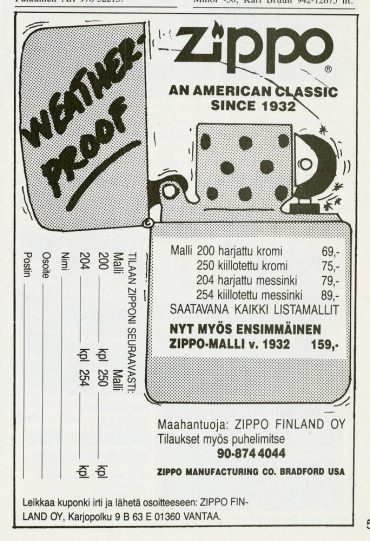 WEATHER-
PROOF
zippo
®
AN AMERICAN CLASSIC
SINCE 1932
Malli 200 harjattu kromi 69,-
250 kiillotettu kromi 75,-
204 harjattu messinki 79,-
254 kiillotettu messinki 89,-
SAATAVANA KAIKKI LISTAMALLIT
NYT MYÖS ENSIMMÄINEN
ZIPPO-MALLI v. 1932 159,-
TILAAN ZIPPONI SEURAAVASTI:
Malli Malli
200 kpl 250 kpl
204 kpl 254 kpl
Nimi
Osoite
Postin
Maahantuoja: ZIPPO FINLAND OY
Tilaukset myös puhelimitse
90-874 4044
ZIPPO MANUFACTURING CO. BRADFORD USA
Leikkaa kuponki irti ja lähetä osoitteeseen: ZIPPO FIN-
LAND OY, Karjopolku 9 B 63 E 01360 VANTAA.
5